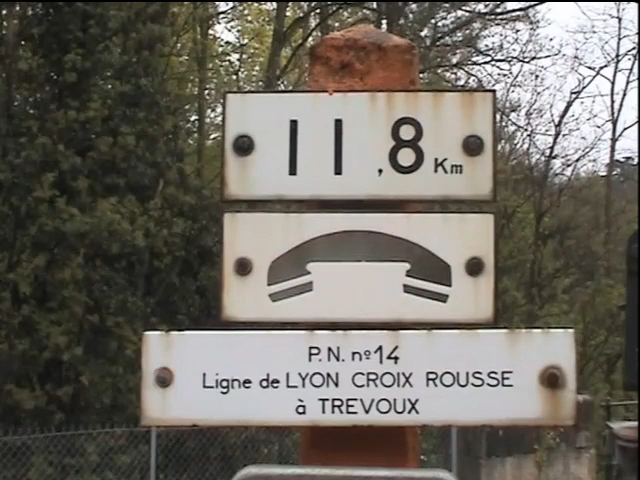 11,8 Km
P.N. nº14
Ligne de LYON CROIX ROUSSE
à TREVOUX